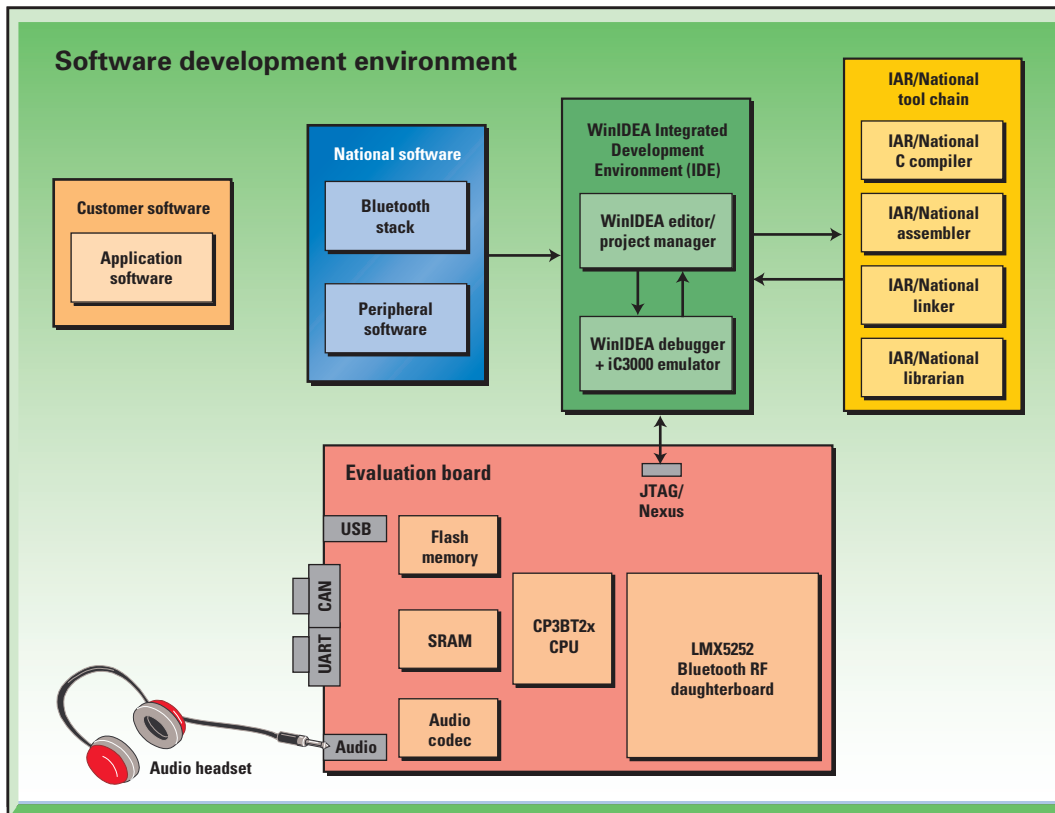 Software development environment
Customer software
Application
software
National software
Bluetooth
stack
Peripheral
software
WinIDEA Integrated
Development
Environment (IDE)
WinIDEA editor/
project manager
WinIDEA debugger
+ iC3000 emulator
IAR/National
tool chain
IAR/National
C compiler
IAR/National
assembler
IAR/National
linker
IAR/National
librarian
Evaluation board
JTAG/
Nexus
USB
CAN
UART
Audio
Flash
memory
SRAM
Audio
codec
CP3BT2x
CPU
LMX5252
Bluetooth RF
daughterboard
Audio headset